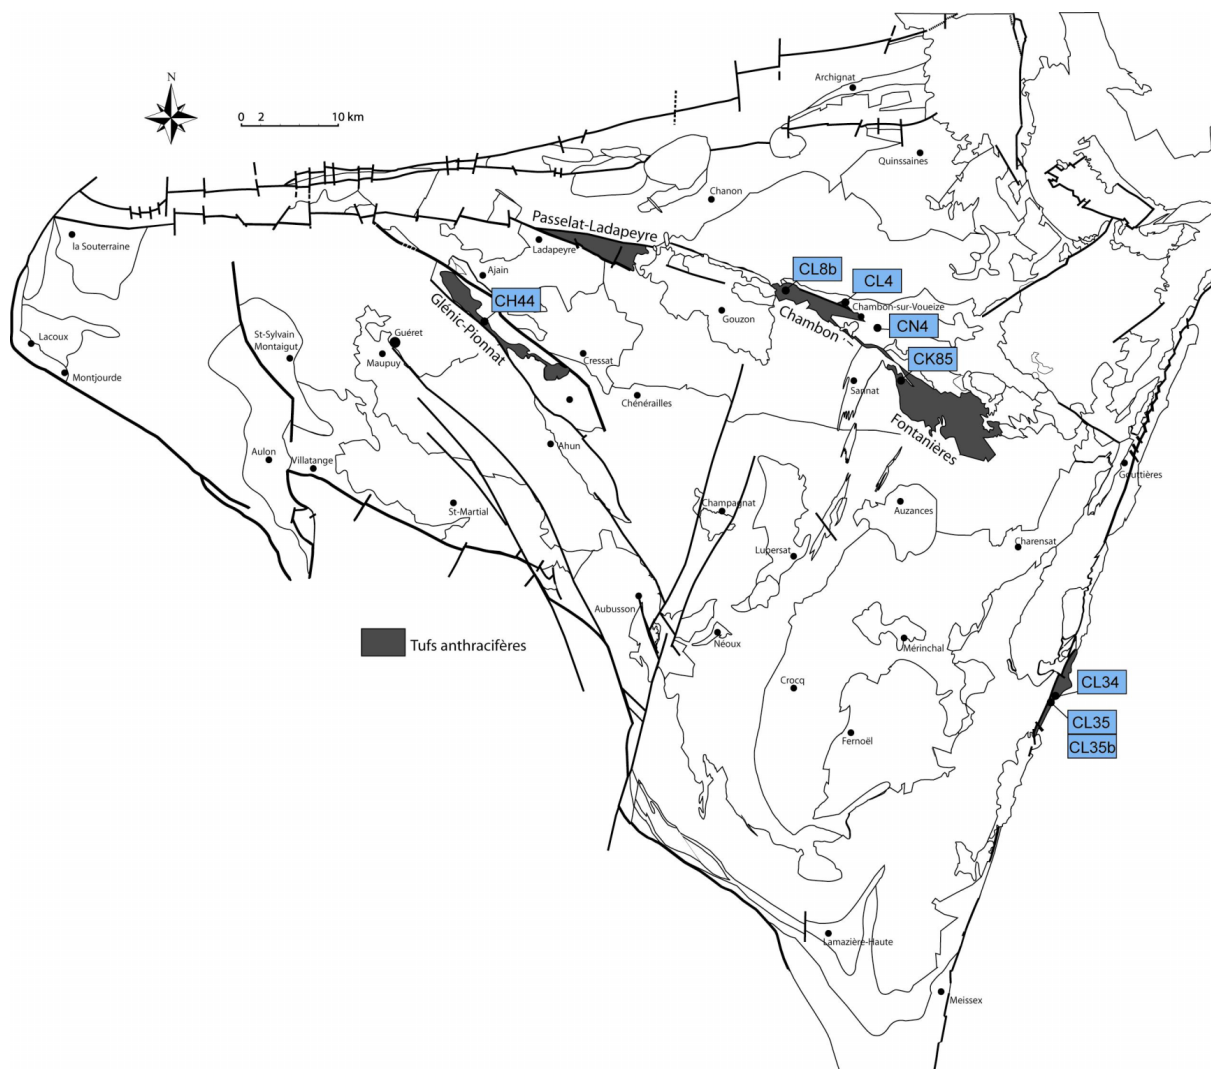 N
0 2 10 km
Archignat
Quinssaines
Chanon
la Souterraine
Passelat-Ladapeyre
Ladapeyre
Ajain
CH44
Glénic-Pionnat
CL8b
CL4
Chambon-sur-Voueize
CN4
Chambon
Gouzon
CK85
Lacoux
Montjourde
St-Sylvain
Montaigut
Guéret
Maupuy
Cressat
Chénérailles
Sannat
Fontanières
Ahun
Aulon
Villatange
St-Martial
Gouttières
Champagnat
Auzances
Lupersat
Charensat
Aubusson
Néoux
Mérinchal
Tufs anthracifères
Crocq
CL34
CL35
CL35b
Fernoël
Lamazière-Haute
Meissex